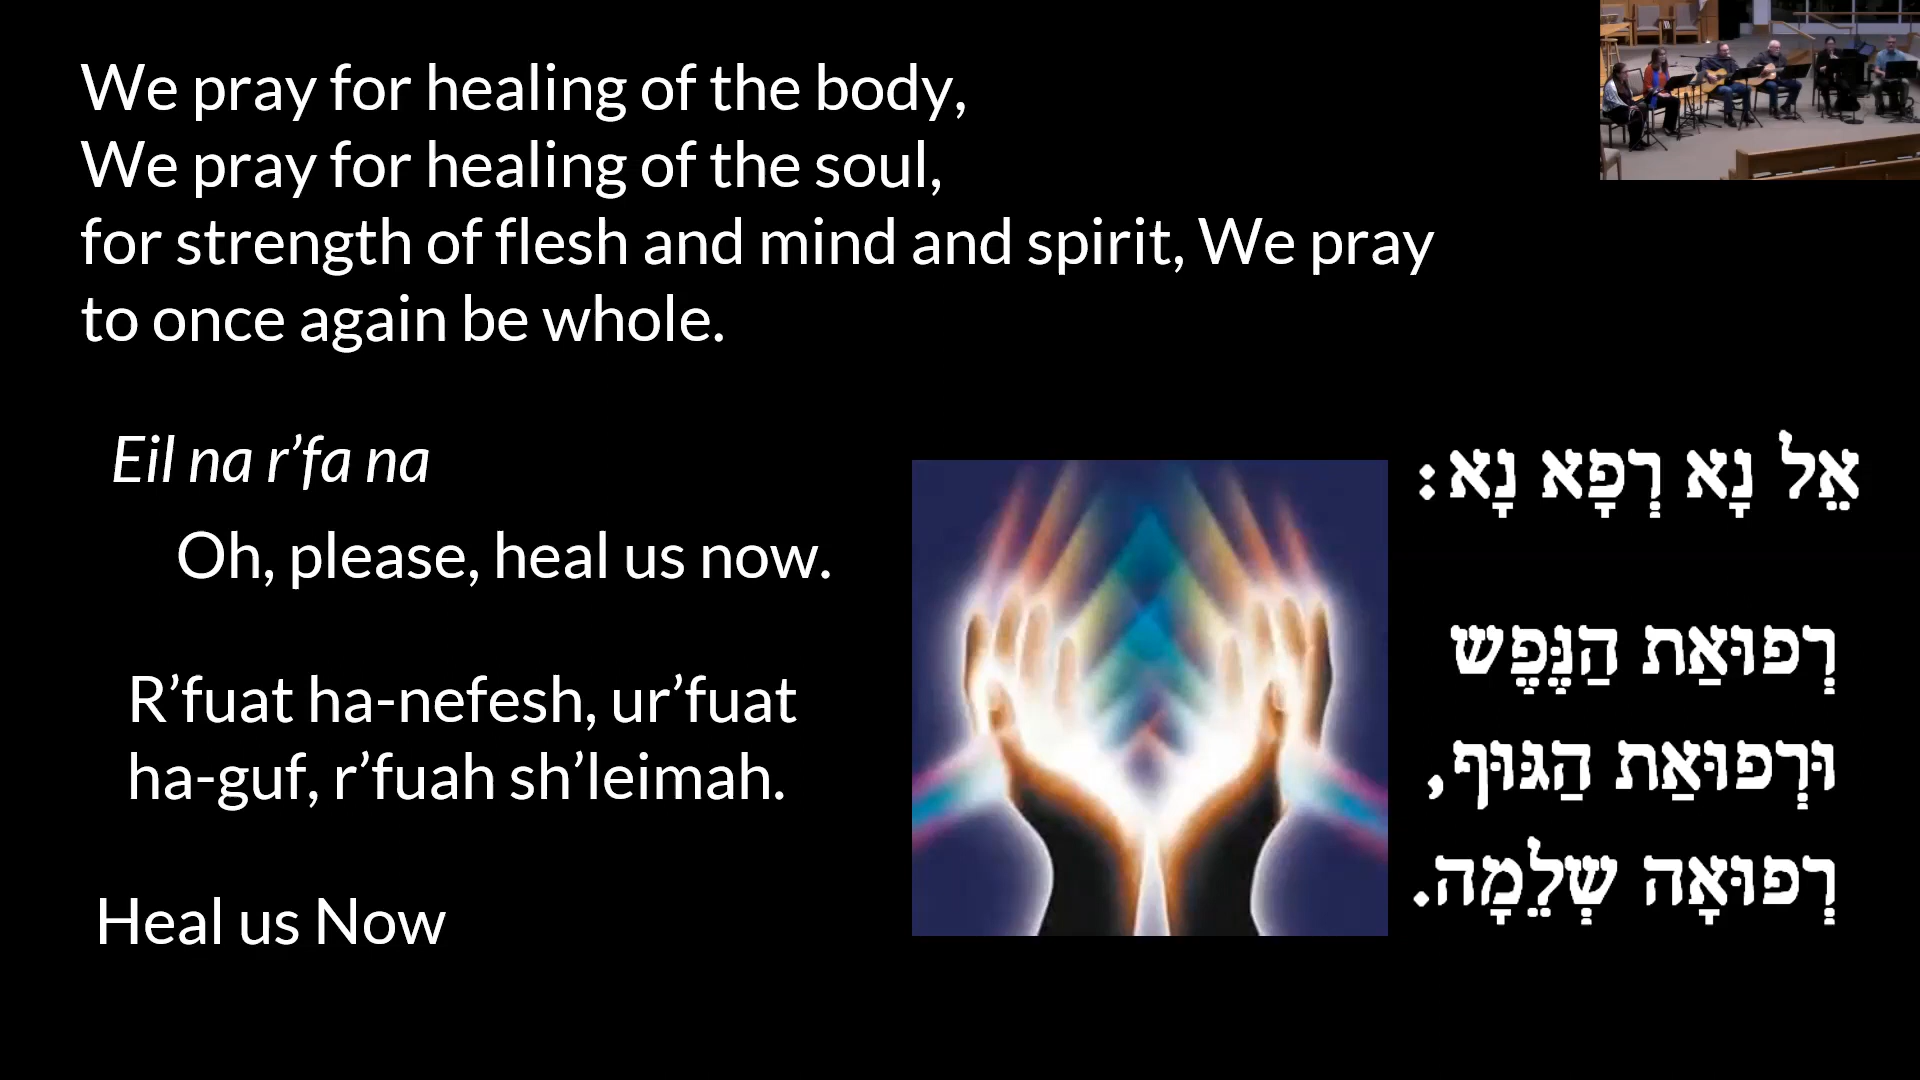 We pray for healing of the body,
We pray for healing of the soul,
for strength of flesh and mind and spirit, We pray
to once again be whole.
Eil na r’fa na
Oh, please, heal us now.
R’fuat ha-nefesh, ur’fuat
ha-guf, r’fuah sh’leimah.
Heal us Now
אֵל נָא רְפָא נָא׃
רְפוּאַת הַנֶּפֶשׁ
וּרְפוּאַת הַגּוּף,
רְפוּאָה שְׁלֵמָה.